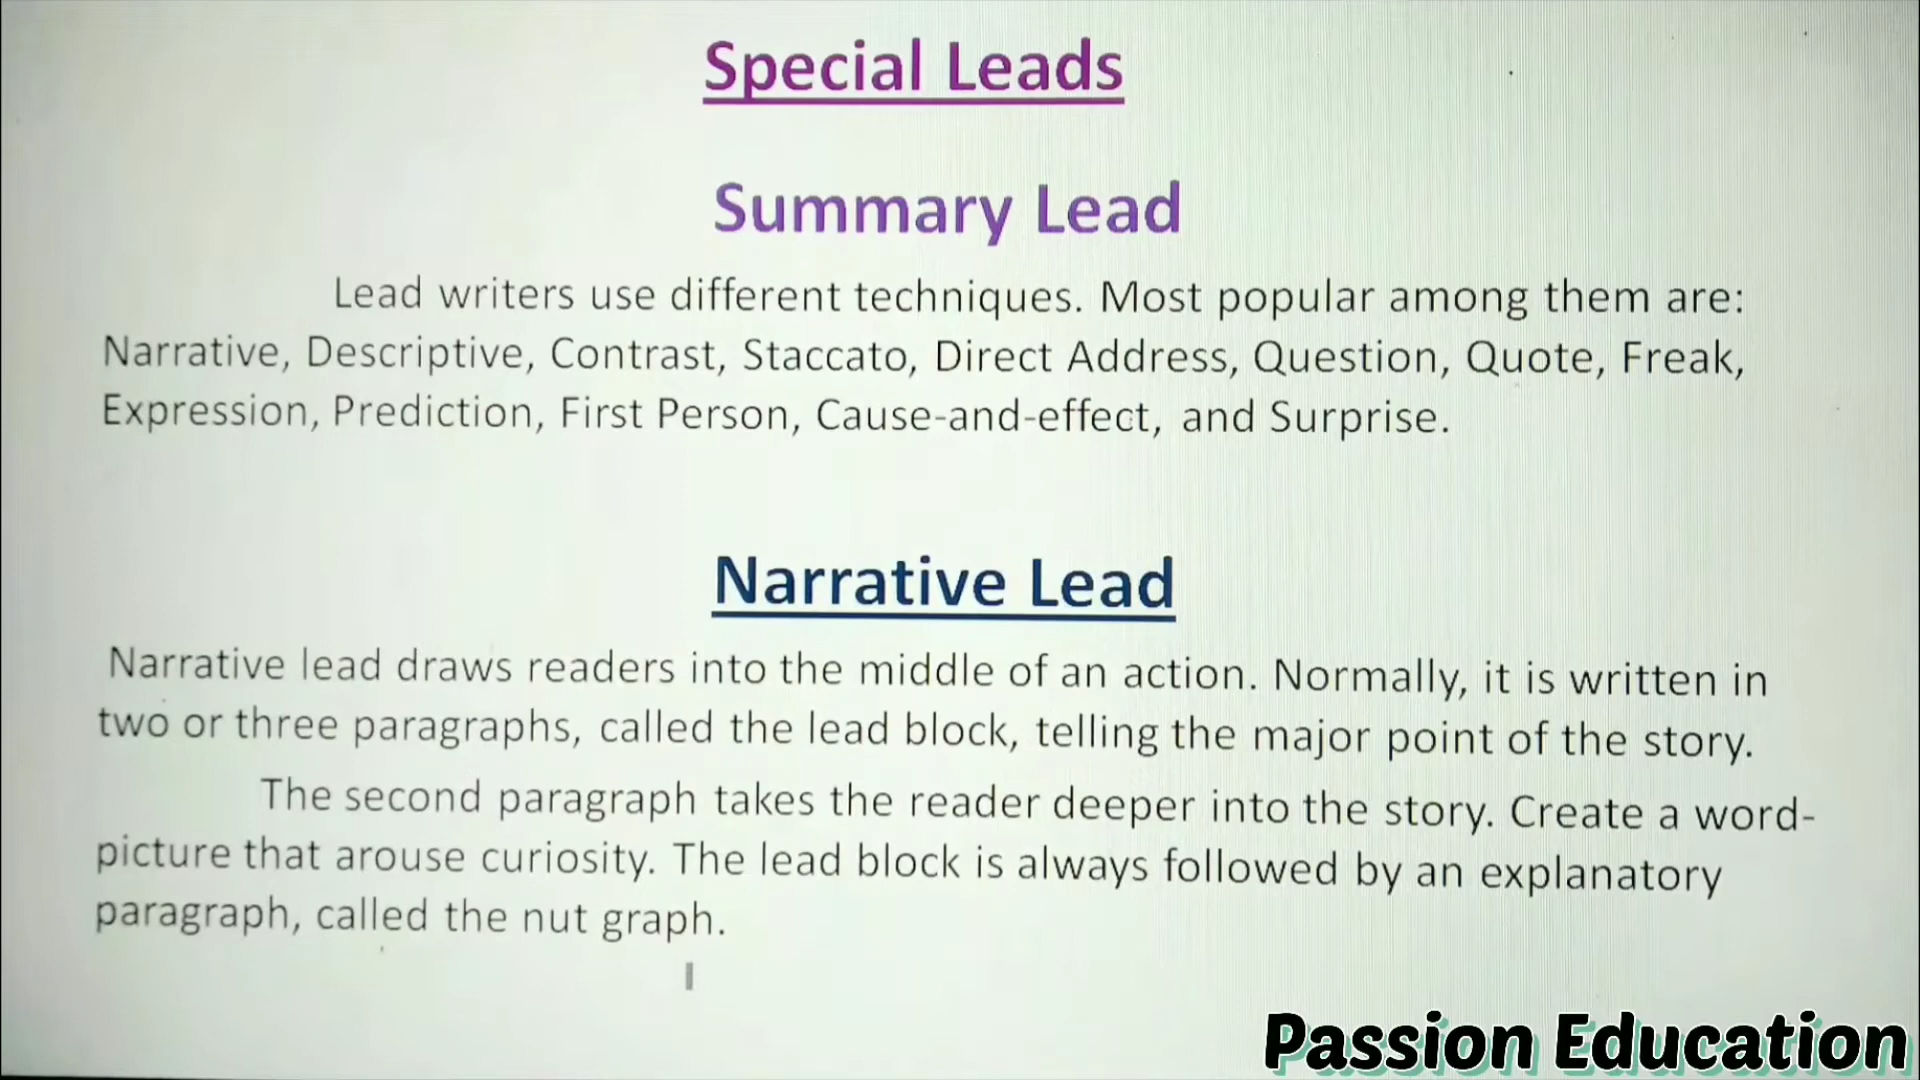 Special Leads
Summary Lead
Lead writers use different techniques. Most popular among them are:
Narrative, Descriptive, Contrast, Staccato, Direct Address, Question, Quote, Freak,
Expression, Prediction, First Person, Cause-and-effect, and Surprise.
Narrative Lead
Narrative lead draws readers into the middle of an action. Normally, it is written in
two or three paragraphs, called the lead block, telling the major point of the story.
The second paragraph takes the reader deeper into the story. Create a word-
picture that arouse curiosity. The lead block is always followed by an explanatory
paragraph, called the nut graph.
Passion Education